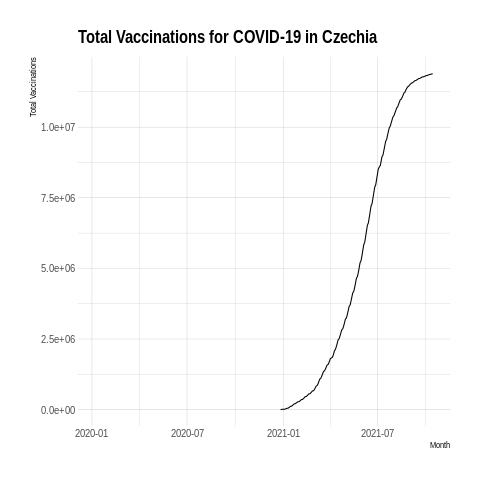 Total Vaccinations for COVID-19 in Czechia
Total Vaccinations
1.0e+07
7.5e+06
5.0e+06
2.5e+06
0.0e+00
2020-01 2020-07 2021-01 2021-07
Month